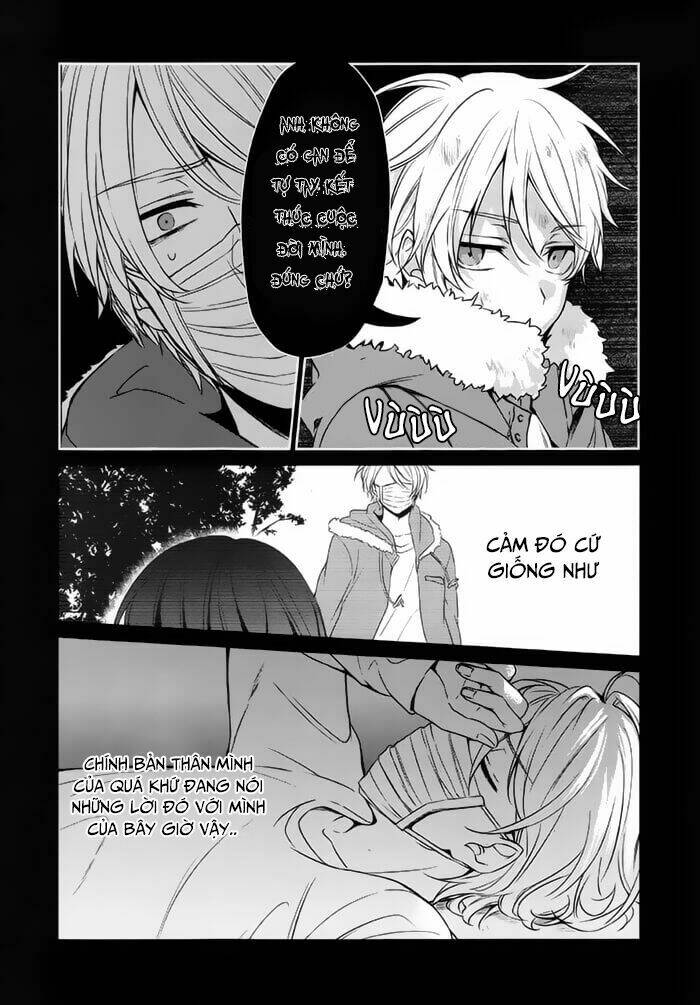 ANH KHÔNG
CÓ GAN ĐỂ
TỰ TAY KẾT
THÚC CUỘC
ĐỜI MÌNH.
ĐÚNG CHỨ?
VÙÙÙ
VÙÙÙ
CẢM ĐÓ CỨ
GIỐNG NHƯ
CHÍNH BẢN THÂN MÌNH
CỦA QUÁ KHỨ ĐANG NÓI
NHỮNG LỜI ĐÓ VỚI MÌNH
CỦA BÂY GIỜ VẬY..